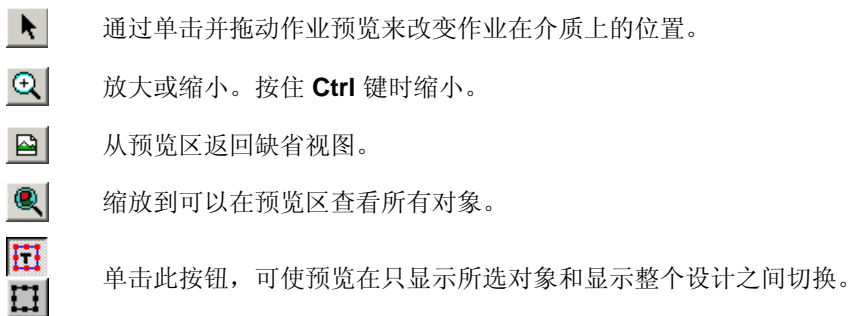 通过单击并拖动作业预览来改变作业在介质上的位置。
放大或缩小。按住 Ctrl 键时缩小。
从预览区返回缺省视图。
缩放到可以在预览区查看所有对象。
T
单击此按钮，可使预览在只显示所选对象和显示整个设计之间切换。